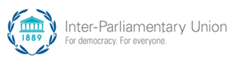 1889
Inter-Parliamentary Union
For democracy. For everyone.